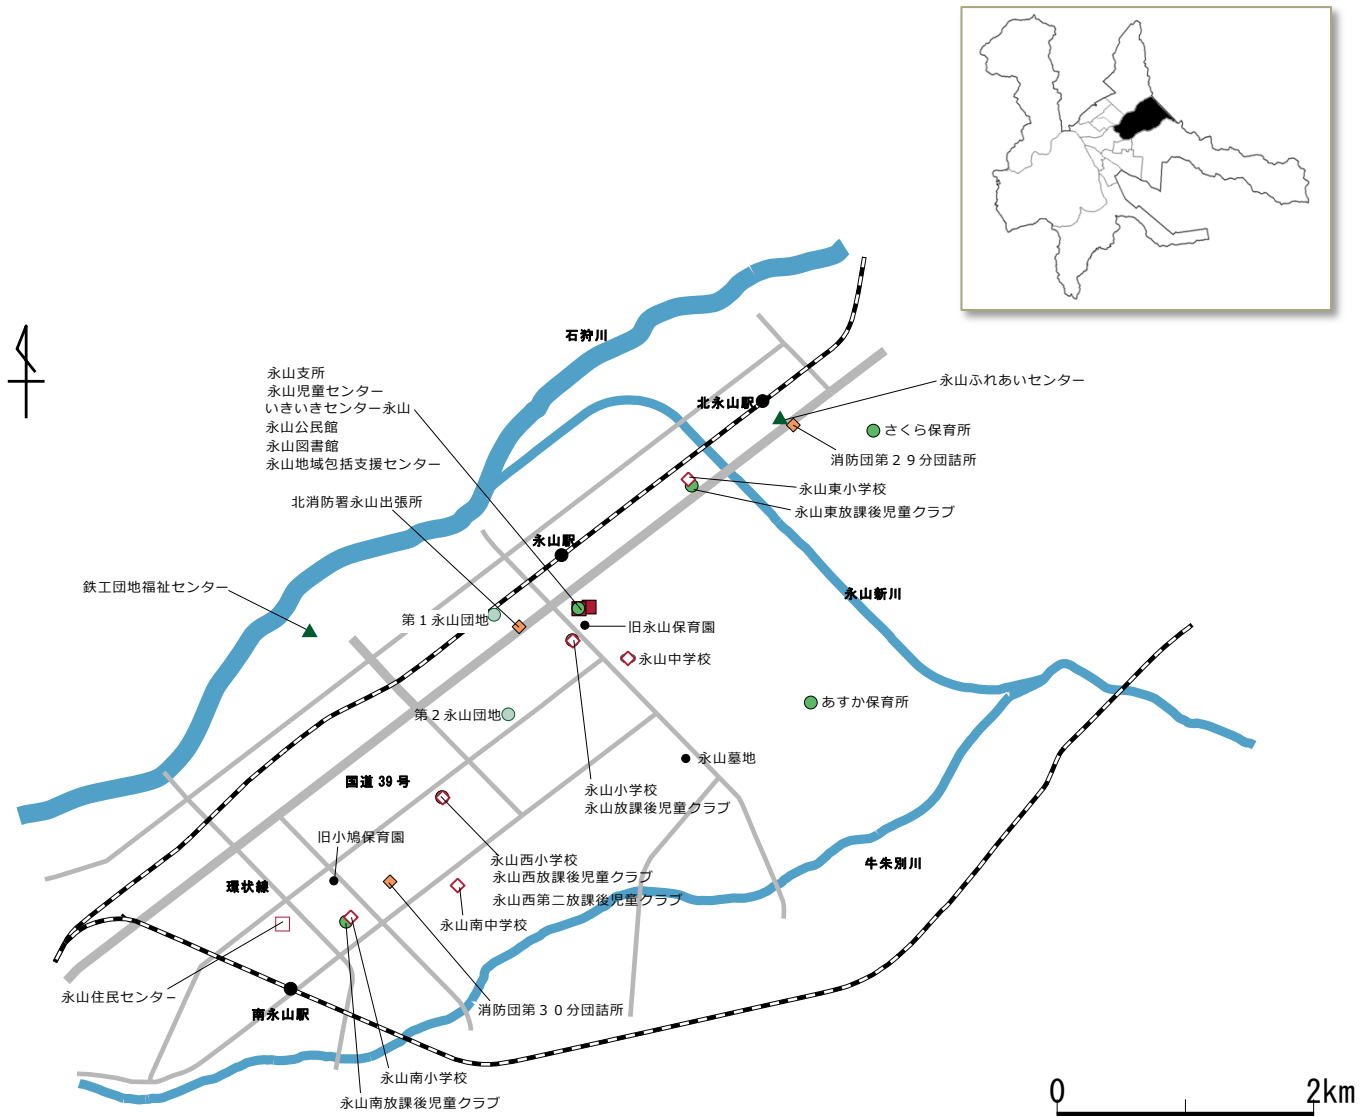 石狩川
永山支所
永山児童センター
いきいきセンター永山
永山公民館
永山図書館
永山地域包括支援センター
北消防署永山出張所
永山ふれあいセンター
北永山駅
さくら保育所
消防団第２９分団詰所
永山東小学校
永山東放課後児童クラブ
永山駅
鉄工団地福祉センター
永山新川
第１永山団地
旧永山保育園
永山中学校
あすか保育所
第２永山団地
永山墓地
国道 39 号
永山小学校
永山放課後児童クラブ
旧小鳩保育園
永山西小学校
永山西放課後児童クラブ
永山西第二放課後児童クラブ
牛朱別川
環状線
永山南中学校
永山住民センター
南永山駅
消防団第３０分団詰所
永山南小学校
永山南放課後児童クラブ
0 2km